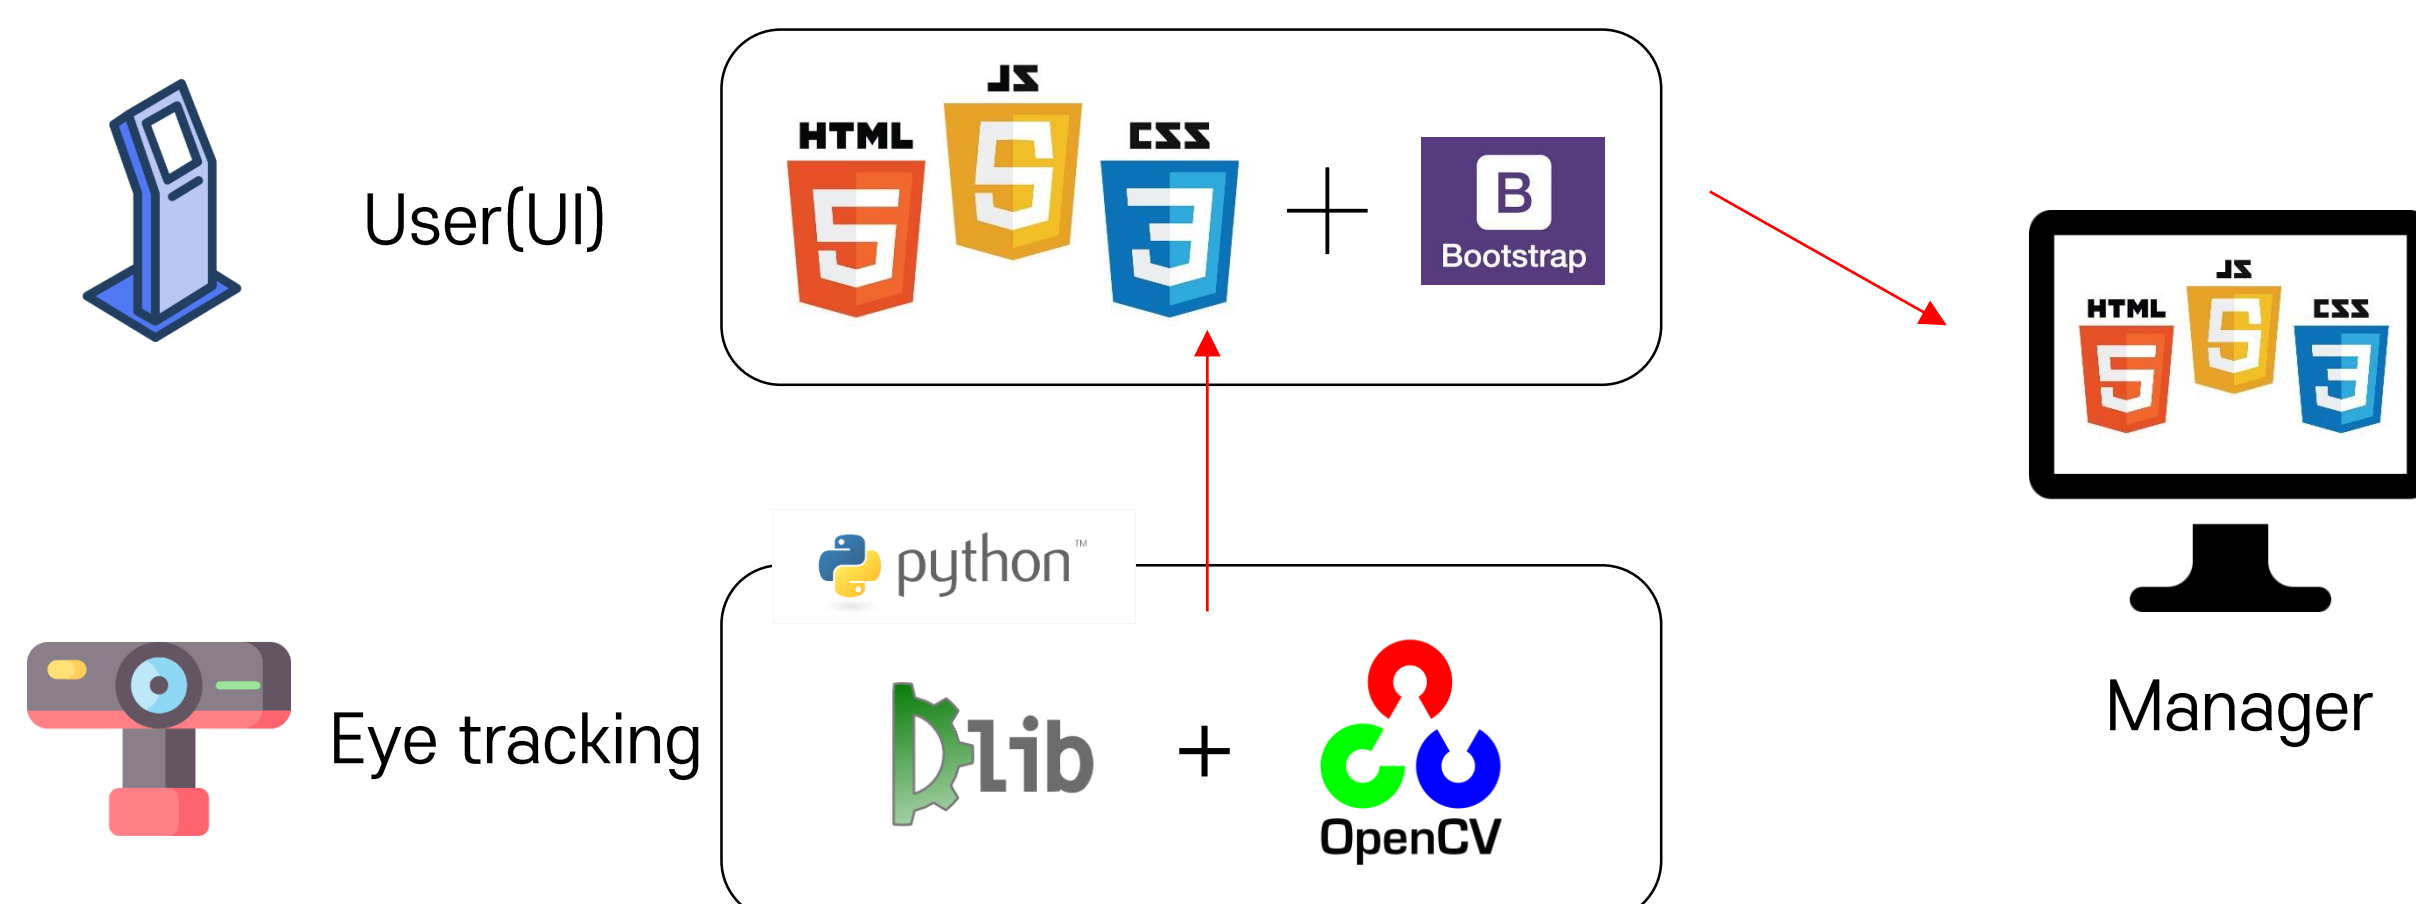 User(UI)
HTML
JS
CSS
B
Bootstrap
HTML
JS
CSS
Manager
Eye tracking
python™
Dlib
OpenCV